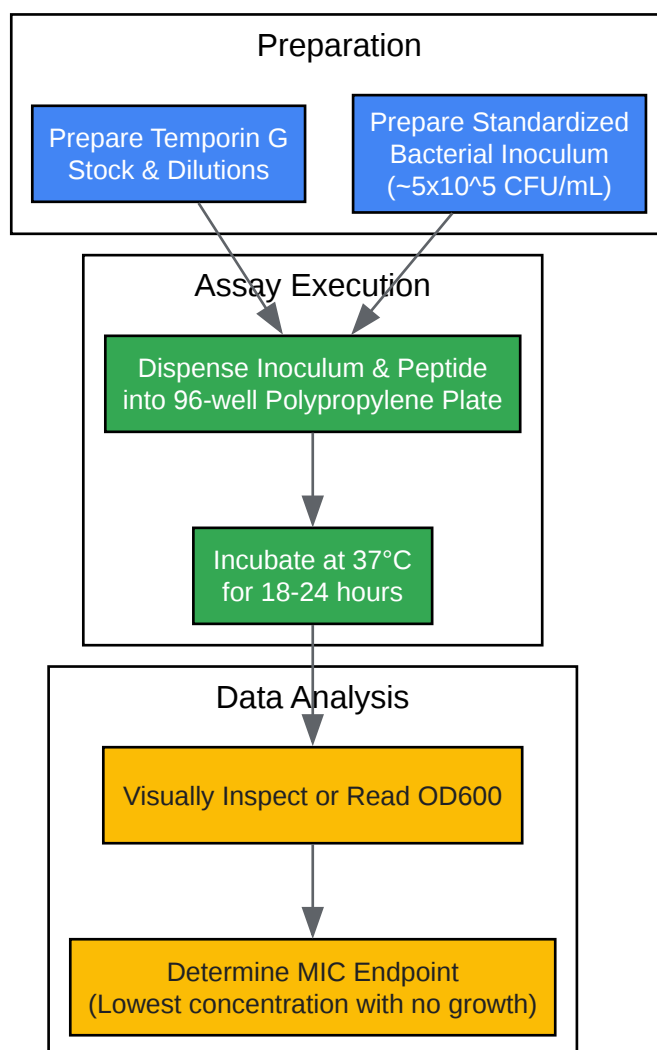 Preparation
Prepare Temporin G
Stock & Dilutions
Prepare Standardized
Bacterial Inoculum
(~5x10^5 CFU/mL)
Assay Execution
Dispense Inoculum & Peptide
into 96-well Polypropylene Plate
Incubate at 37°C
for 18-24 hours
Data Analysis
Visually Inspect or Read OD600
Determine MIC Endpoint
(Lowest concentration with no growth)